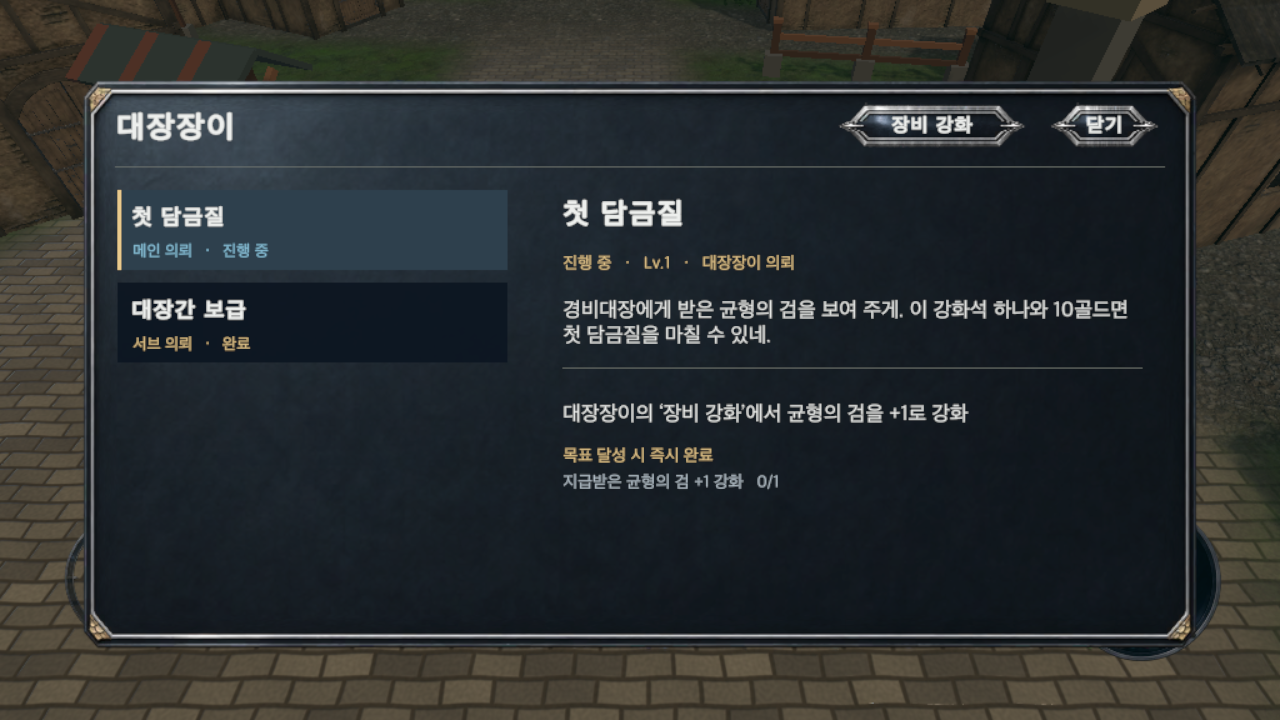 대장장이
장비 강화
닫기
첫 담금질
메인 의뢰 · 진행 중
대장간 보급
서브 의뢰 · 완료
첫 담금질
진행 중 · Lv.1 · 대장장이 의뢰
경비대장에게 받은 균형의 검을 보여 주게. 이 강화석 하나와 10골드면
첫 담금질을 마칠 수 있네.
대장장이의 ‘장비 강화’에서 균형의 검을 +1로 강화
목표 달성 시 즉시 완료
지급받은 균형의 검 +1 강화 0/1